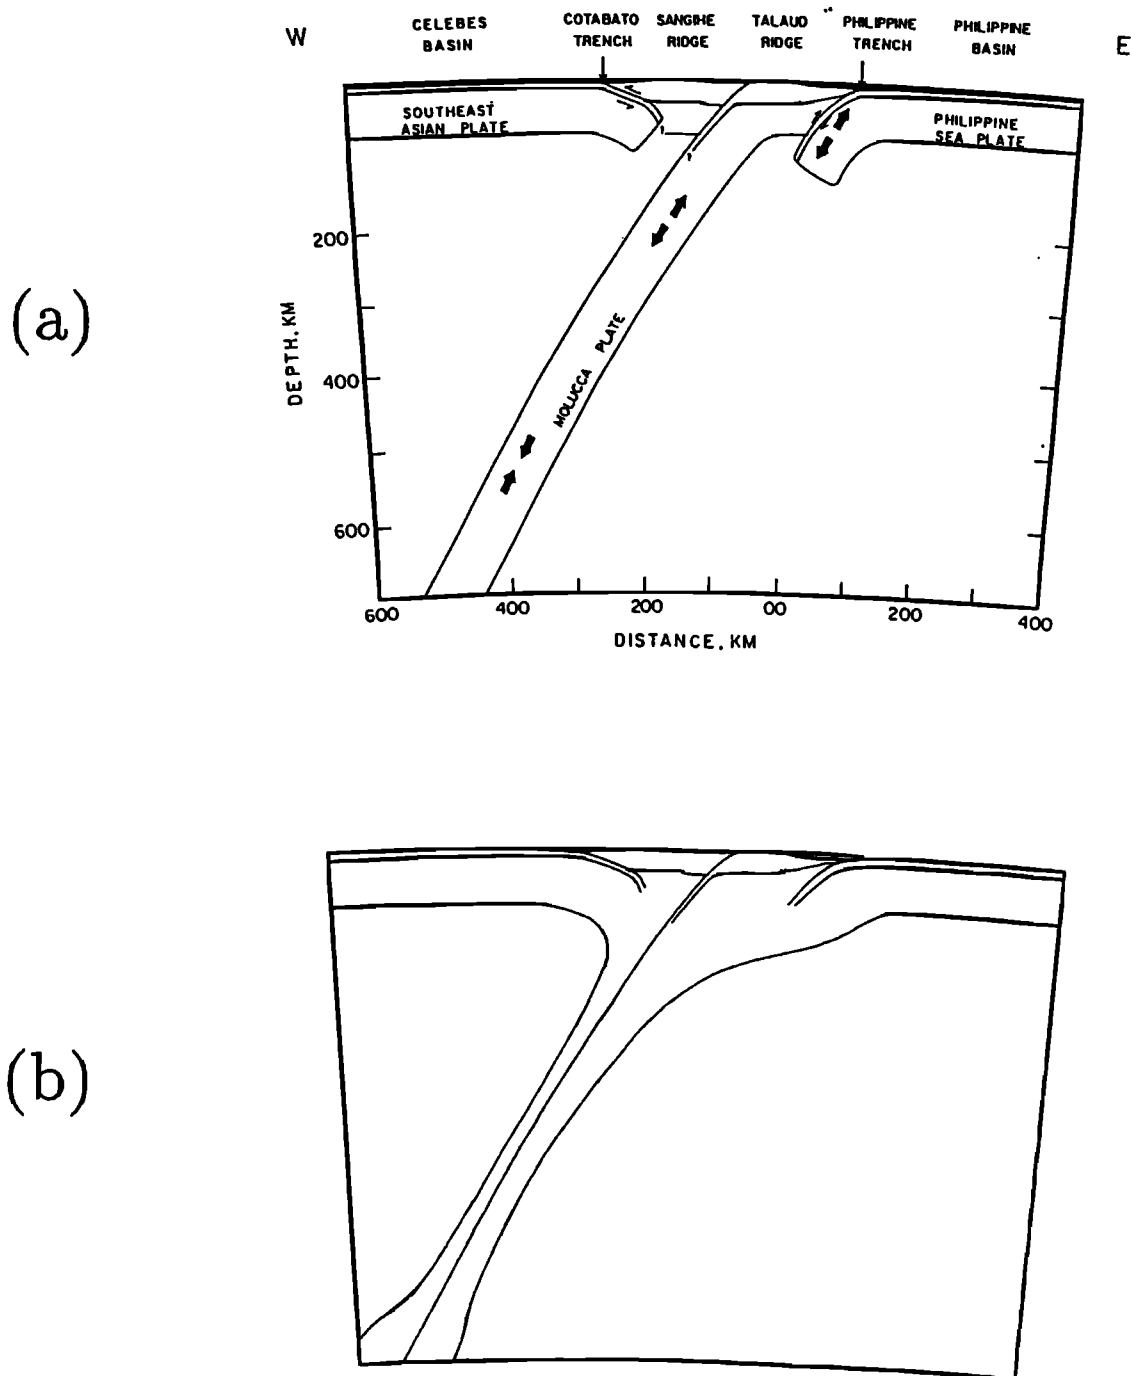 W
CELEBES
BASIN
COTABATO
TRENCH
SANGIHE
RIDGE
TALAUD
RIDGE
PHILIPPINE
TRENCH
PHILIPPINE
BASIN
E
SOUTHEAST
ASIAN PLATE
PHILIPPINE
SEA PLATE
(a)
DEPTH, KM
200
400
600
MOLUCCA PLATE
600
400
200
00
200
400
DISTANCE, KM
(b)